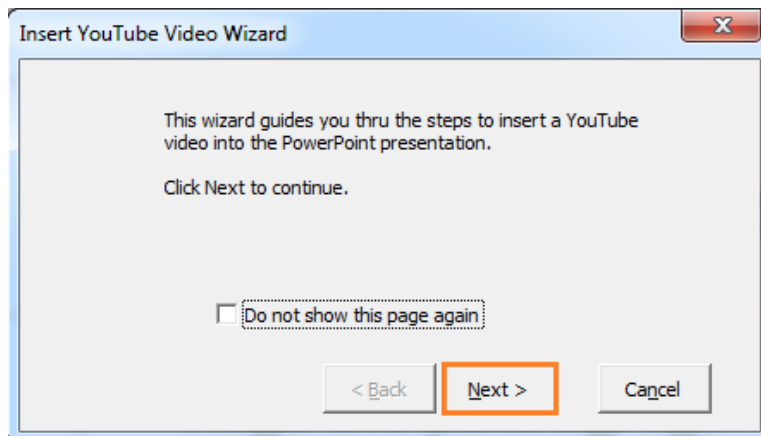 Insert YouTube Video Wizard
This wizard guides you thru the steps to insert a YouTube
video into the PowerPoint presentation.
Click Next to continue.
Do not show this page again
< Back Next > Cancel